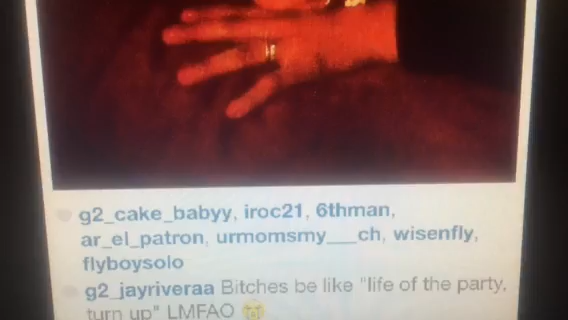 g2_cake_babyy, iroc21, 6thman,
ar_el_patron, urmomsmy___ch, wisenfly,
flyboysolo
g2_jayriveraa Bitches be like "life of the party,
turn up" LMFAO 😭